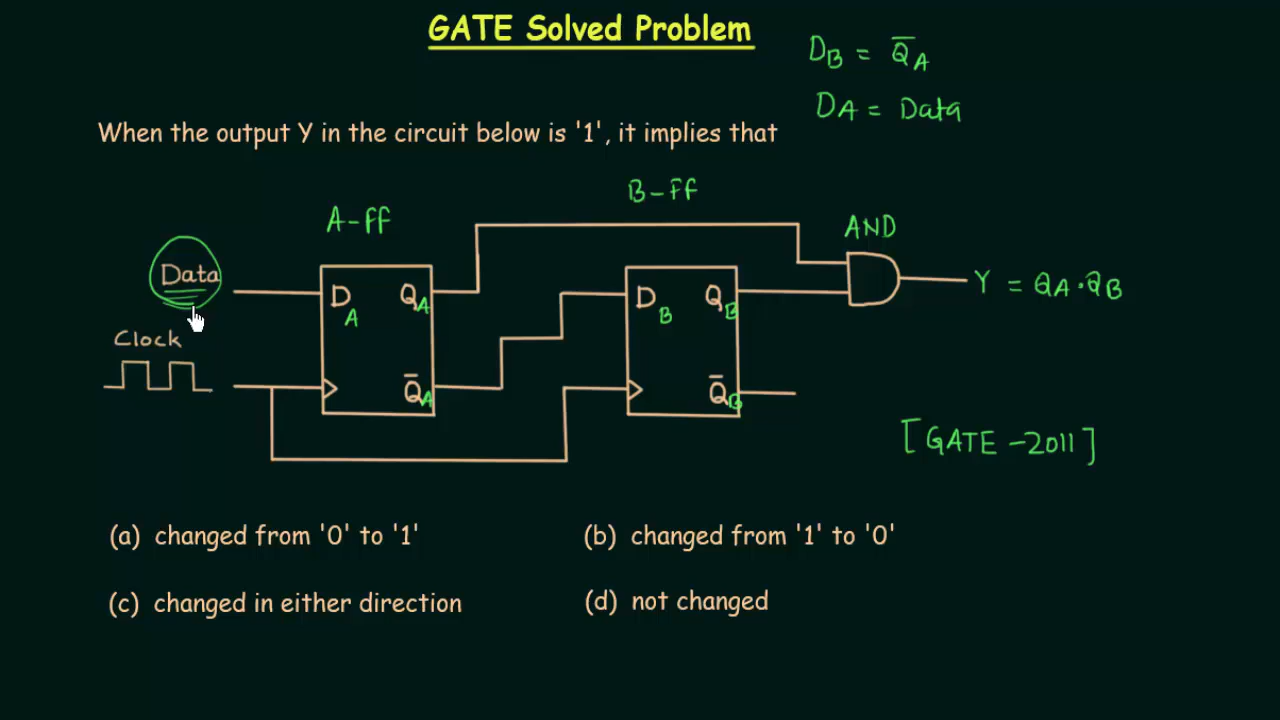 GATE Solved Problem
D_B = Q̅_A
D_A = Data
When the output Y in the circuit below is '1', it implies that
B-ff
A-ff
AND
Data
D_A Q_A
D_B Q_B
Y = Q_A · Q_B
Clock
Q̅_A
Q̅_B
[GATE -2011]
(a) changed from '0' to '1'
(b) changed from '1' to '0'
(c) changed in either direction
(d) not changed